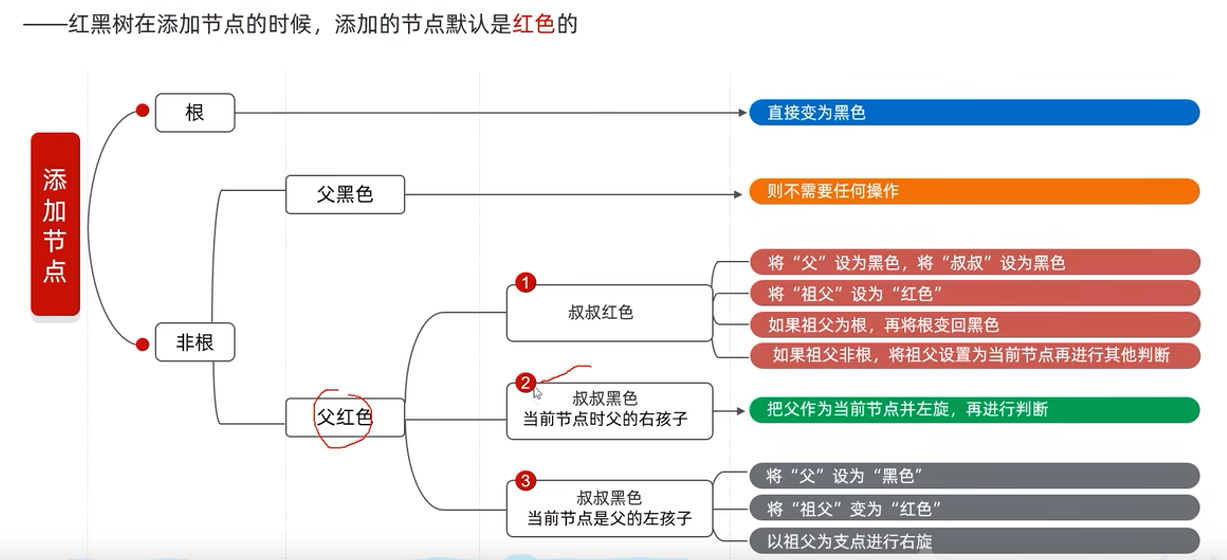 ——红黑树在添加节点的时候，添加的节点默认是红色的
添加节点
根
直接变为黑色
非根
父黑色
则不需要任何操作
父红色
1
叔叔红色
将“父”设为黑色，将“叔叔”设为黑色
将“祖父”设为“红色”
如果祖父为根，再将根变回黑色
如果祖父非根，将祖父设置为当前节点再进行其他判断
2
叔叔黑色
当前节点时父的右孩子
把父作为当前节点并左旋，再进行判断
3
叔叔黑色
当前节点是父的左孩子
将“父”设为“黑色”
将“祖父”变为“红色”
以祖父为支点进行右旋